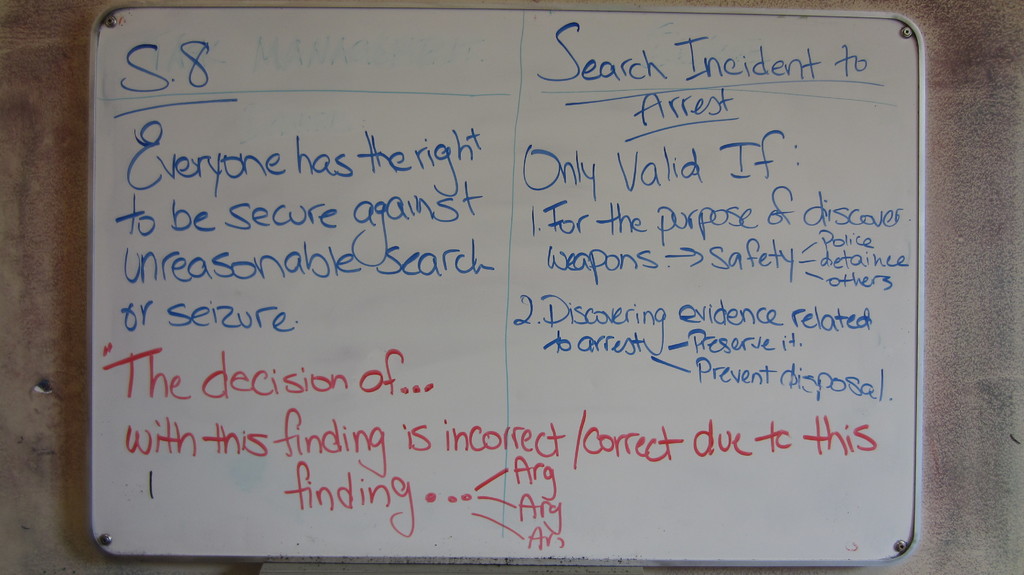 S.8
Everyone has the right
to be secure against
unreasonable search
or seizure.
Search Incident to
Arrest
Only Valid If:
1. For the purpose of discover.
weapons. → Safety - Police
- Detainee
- others
2. Discovering evidence related
to arrest - Preserve it.
- Prevent disposal.
"The decision of...
with this finding is incorrect/correct due to this
finding.... Arg
Arg